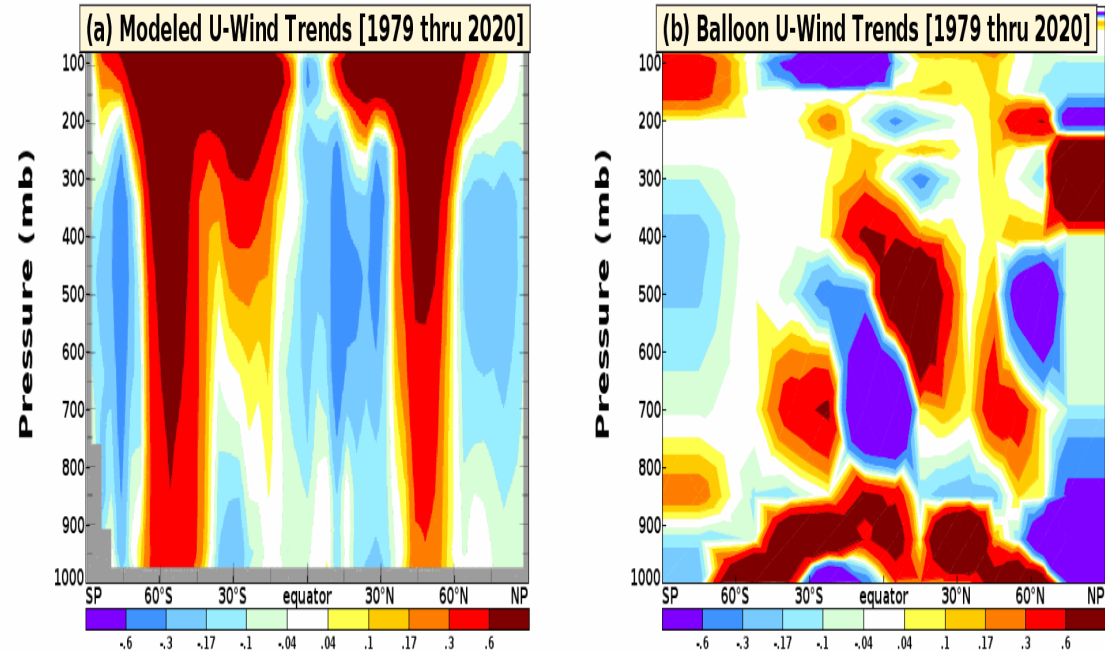 (a) Modeled U-Wind Trends [1979 thru 2020]
Pressure (mb)
100
200
300
400
500
600
700
800
900
1000
SP 60°S 30°S equator 30°N 60°N NP
-.6 -.3 -.17 -.1 -.04 .04 .1 .17 .3 .6
(b) Balloon U-Wind Trends [1979 thru 2020]
Pressure (mb)
100
200
300
400
500
600
700
800
900
1000
SP 60°S 30°S equator 30°N 60°N NP
-.6 -.3 -.17 -.1 -.04 .04 .1 .17 .3 .6